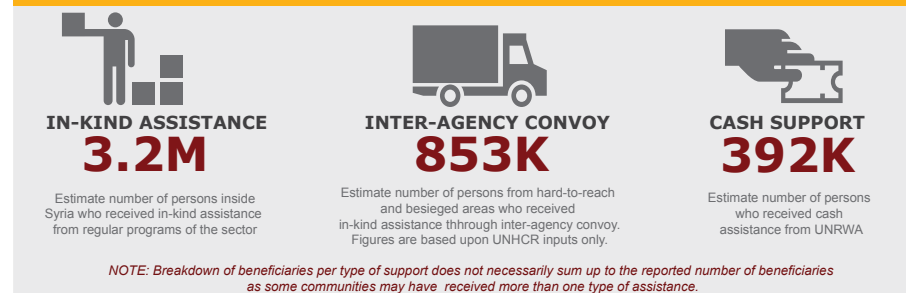 IN-KIND ASSISTANCE
3.2M
Estimate number of persons inside
Syria who received in-kind assistance
from regular programs of the sector
INTER-AGENCY CONVOY
853K
Estimate number of persons from hard-to-reach
and besieged areas who received
in-kind assistance thhrough inter-agency convoy.
Figures are based upon UNHCR inputs only.
CASH SUPPORT
392K
Estimate number of persons
who received cash
assistance from UNRWA
NOTE: Breakdown of beneficiaries per type of support does not necessarily sum up to the reported number of beneficiaries
as some communities may have received more than one type of assistance.